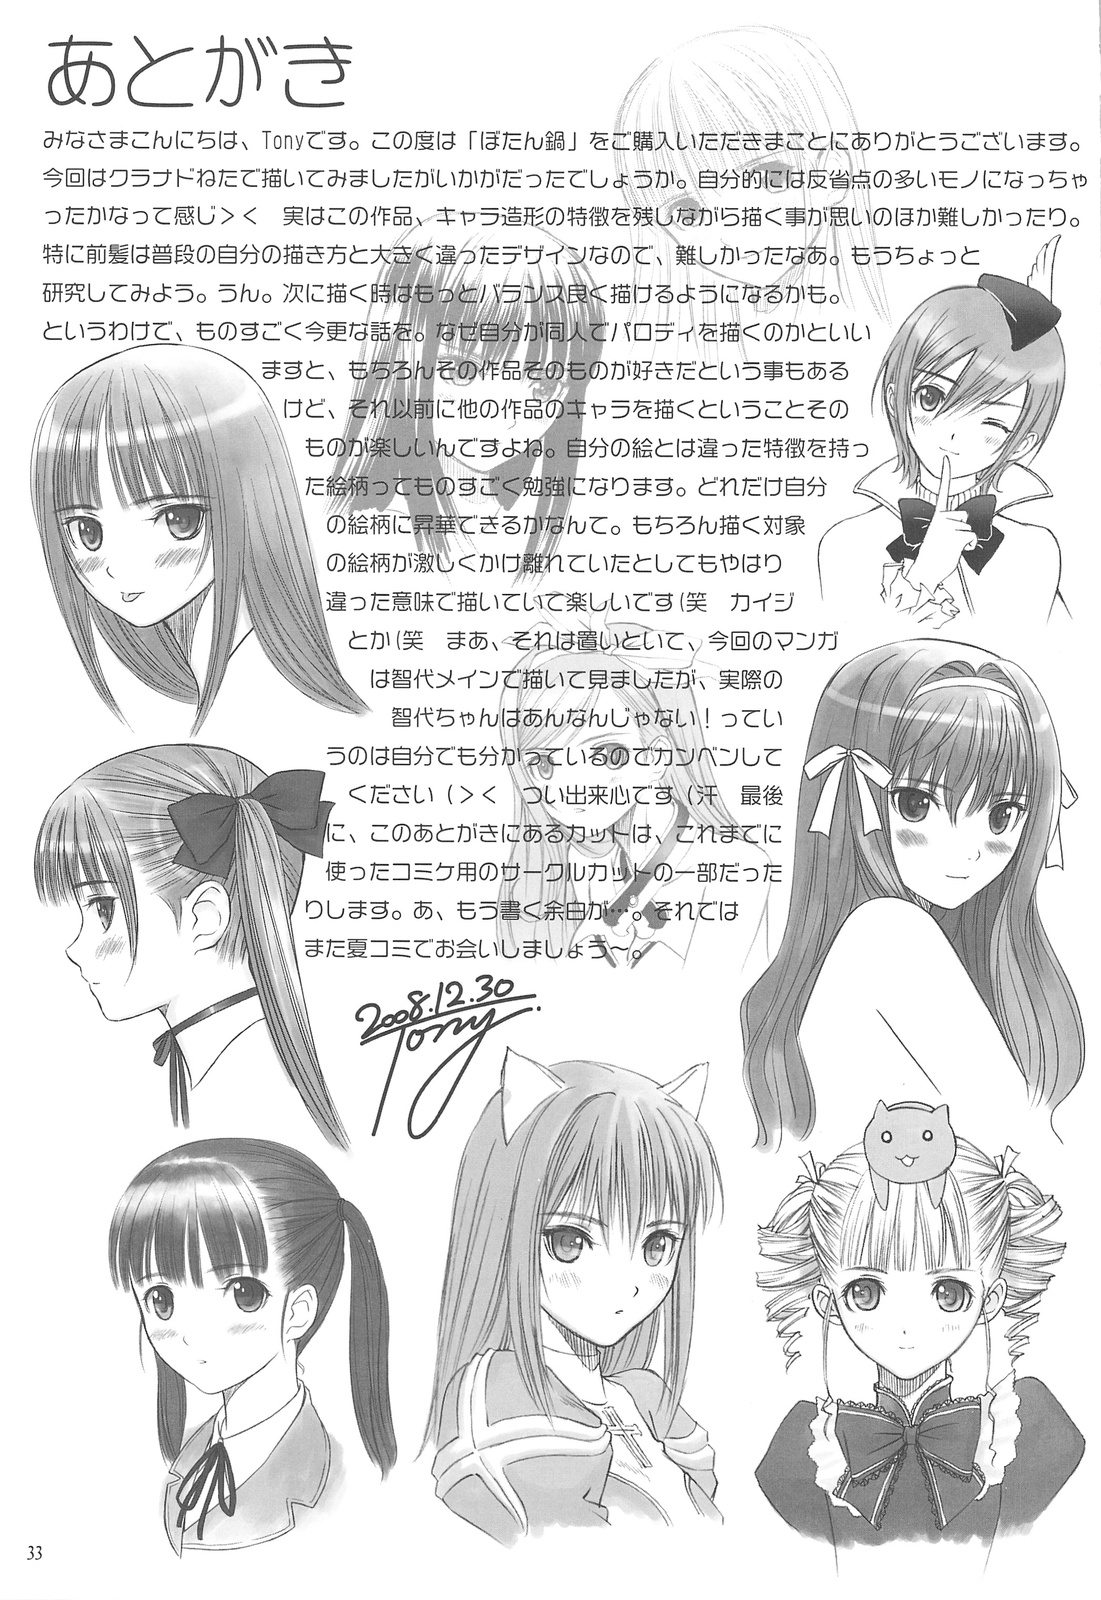 あとがき
みなさまこんにちは、Tonyです。この度は「ぼたん鍋」をご購入いただきまことにありがとうございます。
今回はクラナドねたで描いてみましたがいかがだったでしょうか。自分的には反省点の多いモノになっちゃ
ったかなって感じ＞＜　実はこの作品、キャラ造形の特徴を残しながら描く事が思いのほか難しかったり。
特に前髪は普段の自分の描き方と大きく違ったデザインなので、難しかったなあ。もうちょっと
研究してみよう。うん。次に描く時はもっとバランス良く描けるようになるかも。
というわけで、ものすごく今更な話を。なぜ自分が同人でパロディを描くのかといい
ますと、もちろんその作品そのものが好きだという事もある
けど、それ以前に他の作品のキャラを描くということその
ものが楽しいんですよね。自分の絵とは違った特徴を持っ
た絵柄ってものすごく勉強になります。どれだけ自分
の絵柄に昇華できるかなんて。もちろん描く対象
の絵柄が激しくかけ離れていたとしてもやはり
違った意味で描いていて楽しいです(笑　カイジ
とか(笑　まあ、それは置いといて、今回のマンガ
は智代メインで描いて見ましたが、実際の
智代ちゃんはあんなんじゃない！ってい
うのは自分でも分かっているのでカンベンして
ください（＞＜　つい出来心です（汗　最後
に、このあとがきにあるカットは、これまでに
使ったコミケ用のサークルカットの一部だった
りします。あ、もう書く余白が…。それでは
また夏コミでお会いしましょう〜。
2008.12.30
Tony
33